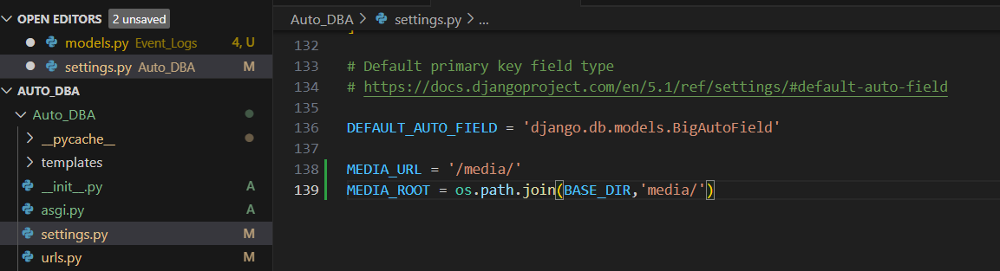 OPEN EDITORS 2 unsaved
models.py Event_Logs 4, U
settings.py Auto_DBA M
AUTO_DBA
Auto_DBA
__pycache__
templates
__init__.py A
asgi.py A
settings.py M
urls.py M
Auto_DBA > settings.py > ...
132
133 # Default primary key field type
134 # https://docs.djangoproject.com/en/5.1/ref/settings/#default-auto-field
135
136 DEFAULT_AUTO_FIELD = 'django.db.models.BigAutoField'
137
138 MEDIA_URL = '/media/'
139 MEDIA_ROOT = os.path.join(BASE_DIR,'media/')